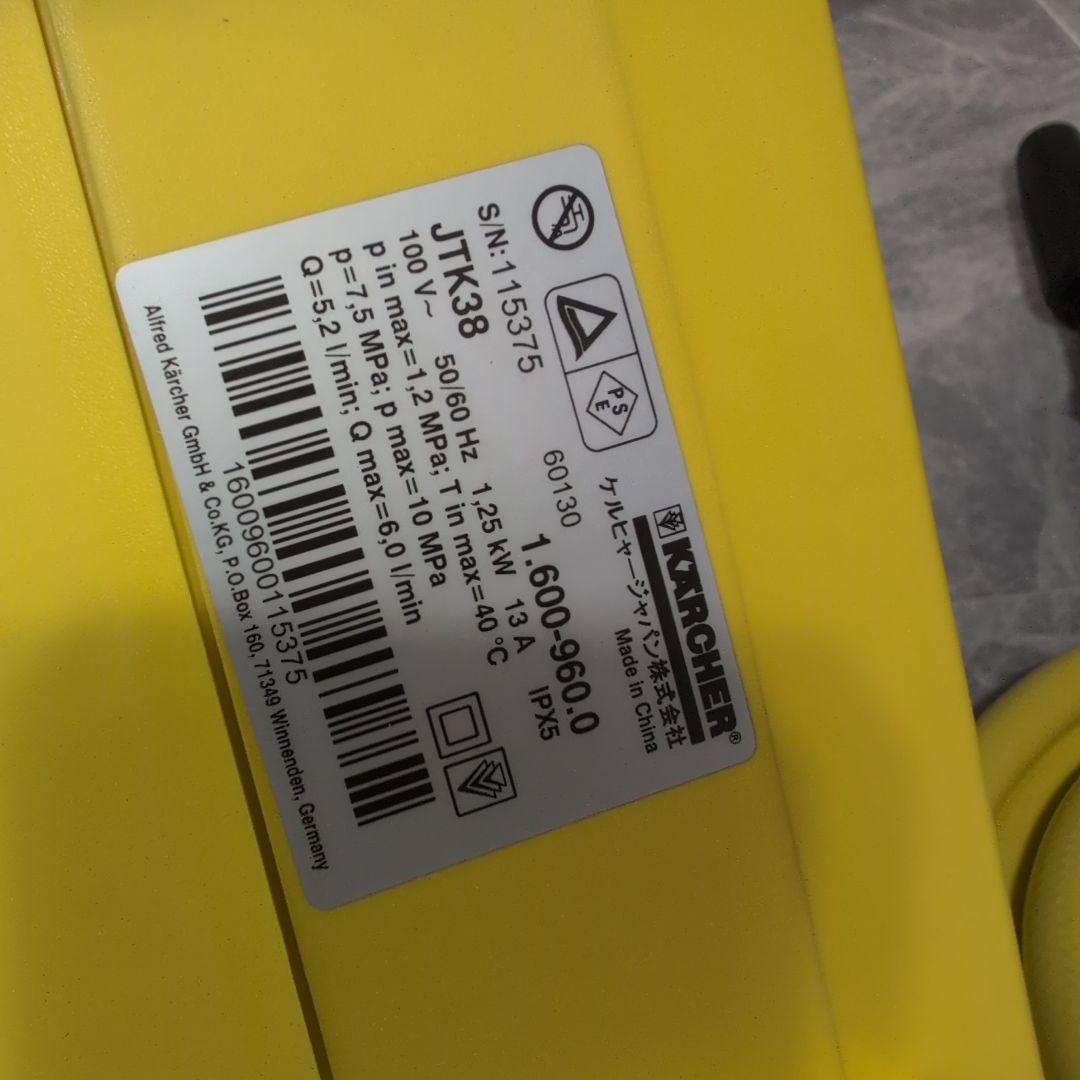 KÄRCHER®
ケルヒャージャパン株式会社
Made in China
PSE
60130
S/N:115375
1.600-960.0
JTK38
IPX5
100 V~ 50/60 Hz 1,25 kW 13 A
p in max=1,2 MPa; T in max=40 °C
p=7,5 MPa; p max=10 MPa
Q=5,2 l/min; Q max=6,0 l/min
16009600115375
Alfred Kärcher GmbH & Co.KG, P.O.Box 160, 71349 Winnenden, Germany